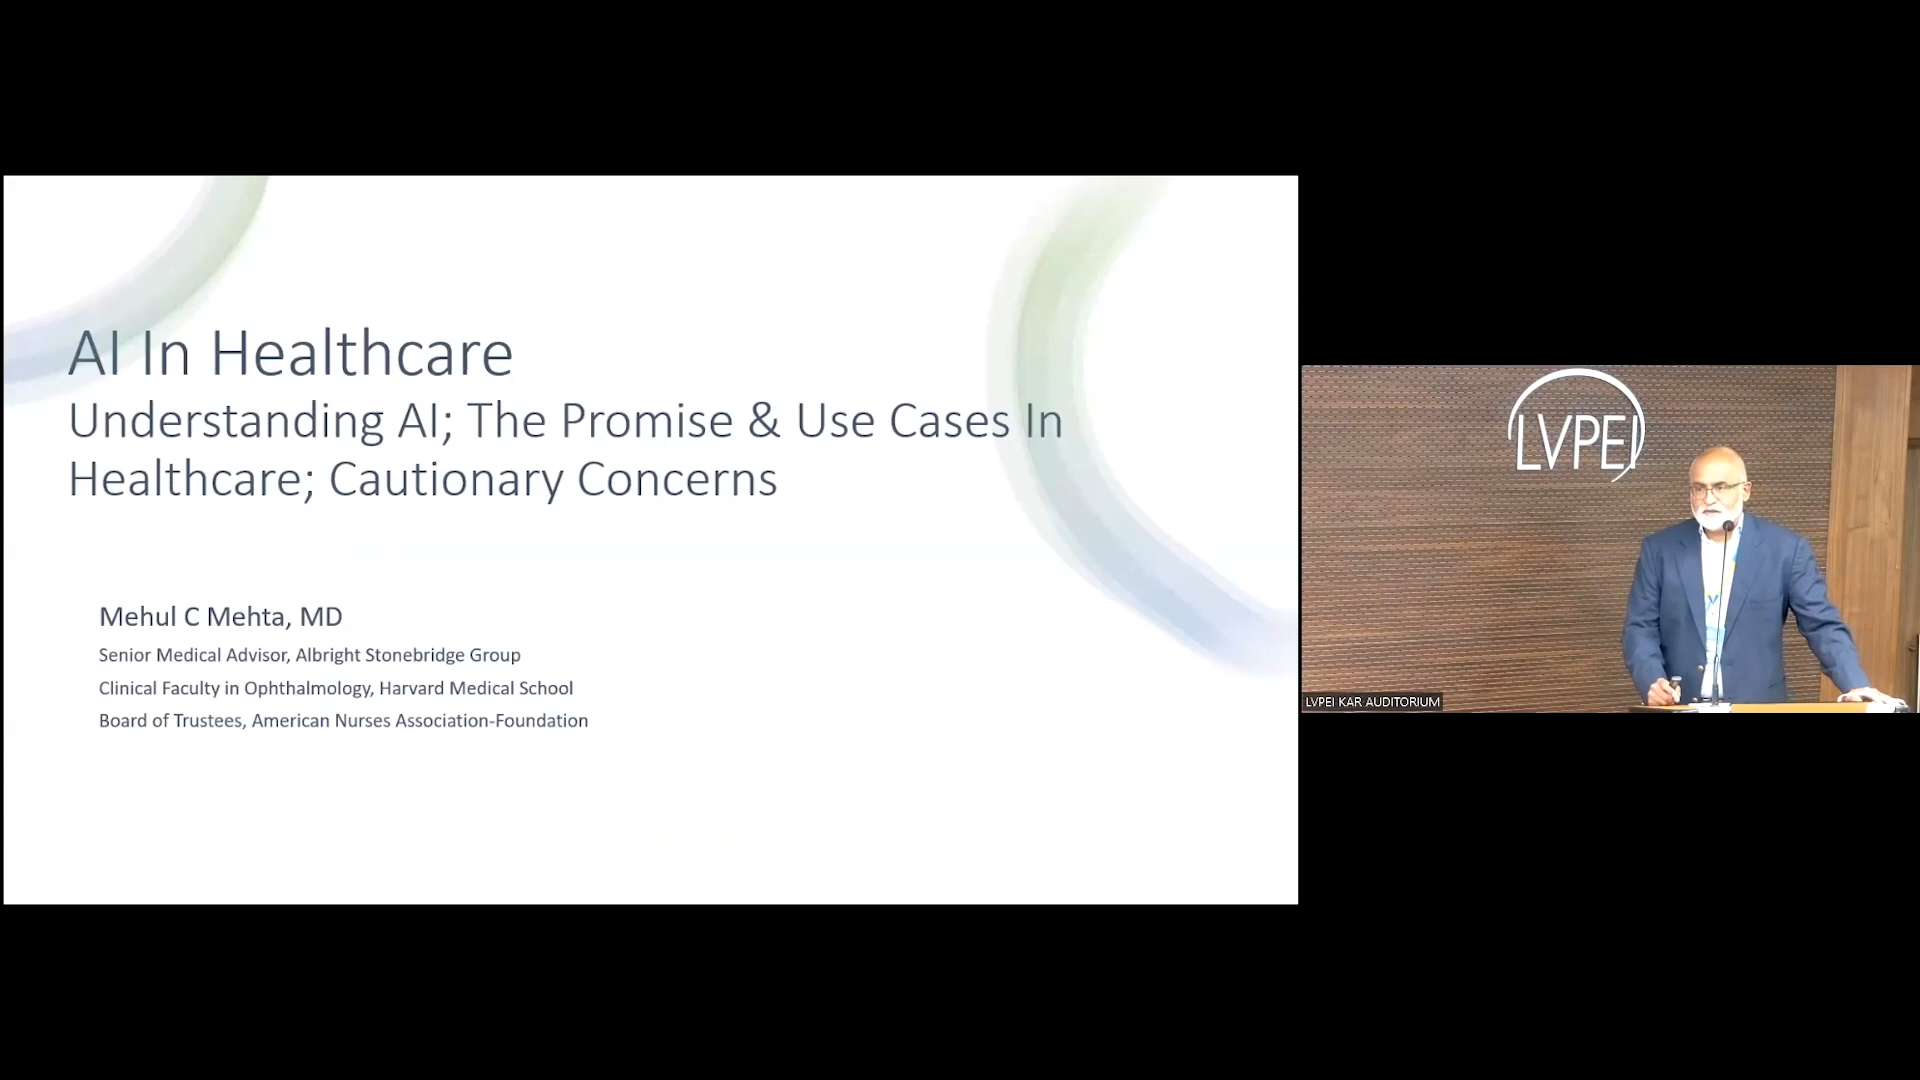 AI In Healthcare
Understanding AI; The Promise & Use Cases In
Healthcare; Cautionary Concerns
Mehul C Mehta, MD
Senior Medical Advisor, Albright Stonebridge Group
Clinical Faculty in Ophthalmology, Harvard Medical School
Board of Trustees, American Nurses Association-Foundation
LVPEI
LVPEI KAR AUDITORIUM